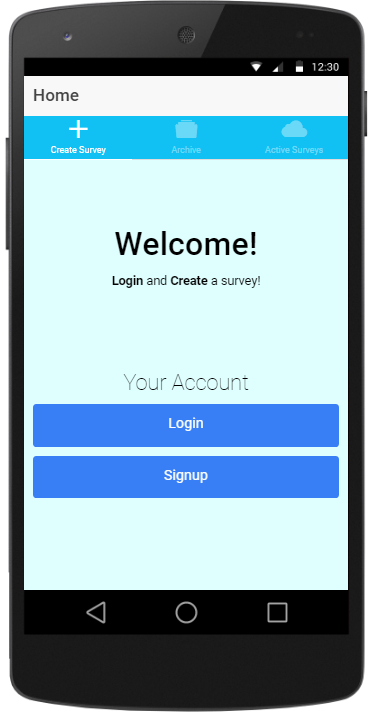 12:30
Home
Create Survey
Archive
Active Surveys
Welcome!
Login and Create a survey!
Your Account
Login
Signup